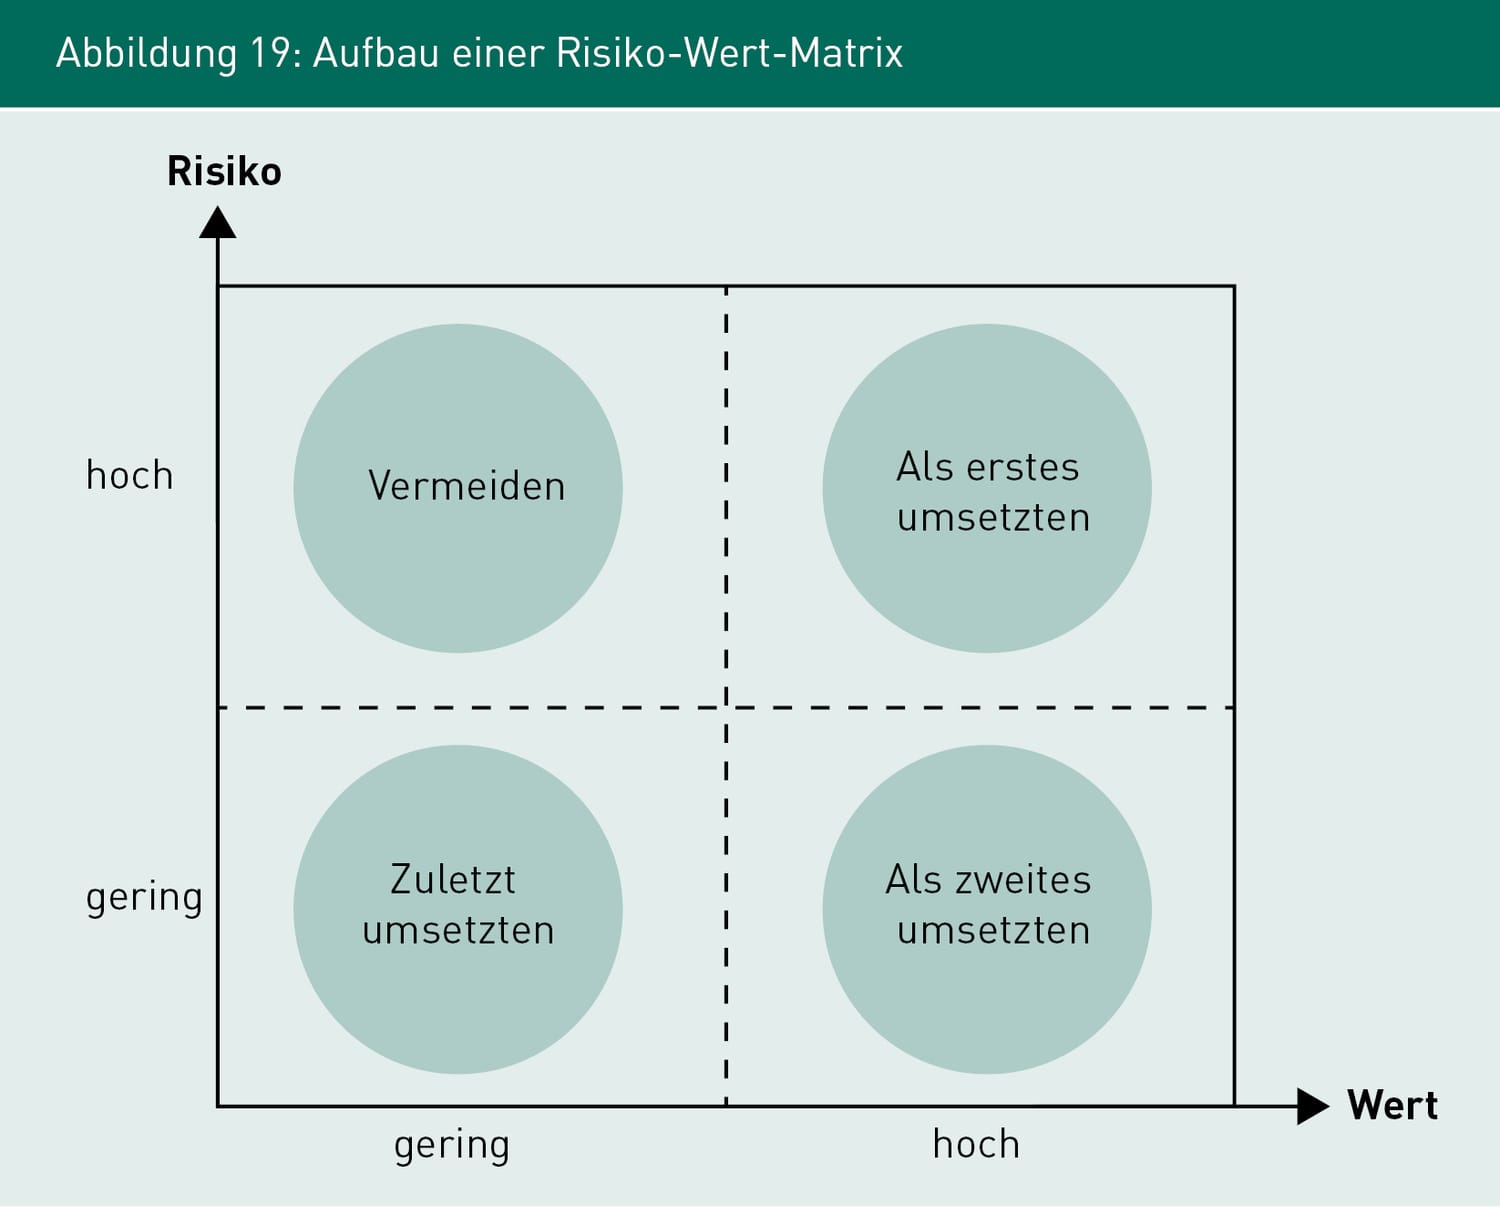 Abbildung 19: Aufbau einer Risiko-Wert-Matrix
Risiko
hoch
Vermeiden
Als erstes
umsetzten
gering
Zuletzt
umsetzten
Als zweites
umsetzten
Wert
gering
hoch